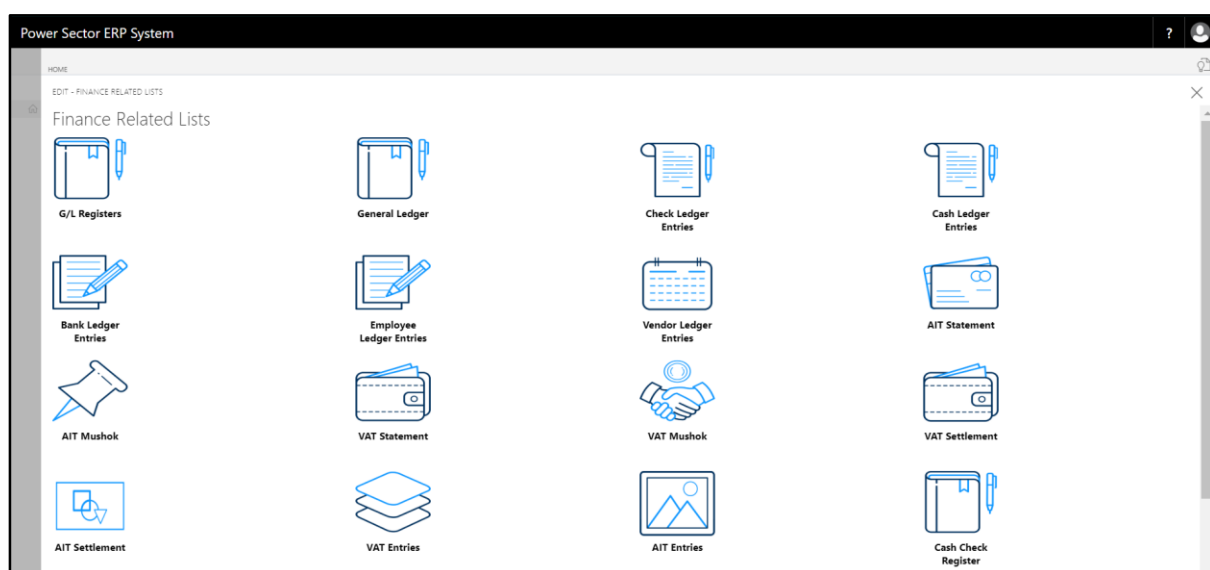 Power Sector ERP System
?
HOME
EDIT - FINANCE RELATED LISTS
Finance Related Lists
G/L Registers
General Ledger
Check Ledger
Entries
Cash Ledger
Entries
Bank Ledger
Entries
Employee
Ledger Entries
Vendor Ledger
Entries
AIT Statement
AIT Mushok
VAT Statement
VAT Mushok
VAT Settlement
AIT Settlement
VAT Entries
AIT Entries
Cash Check
Register